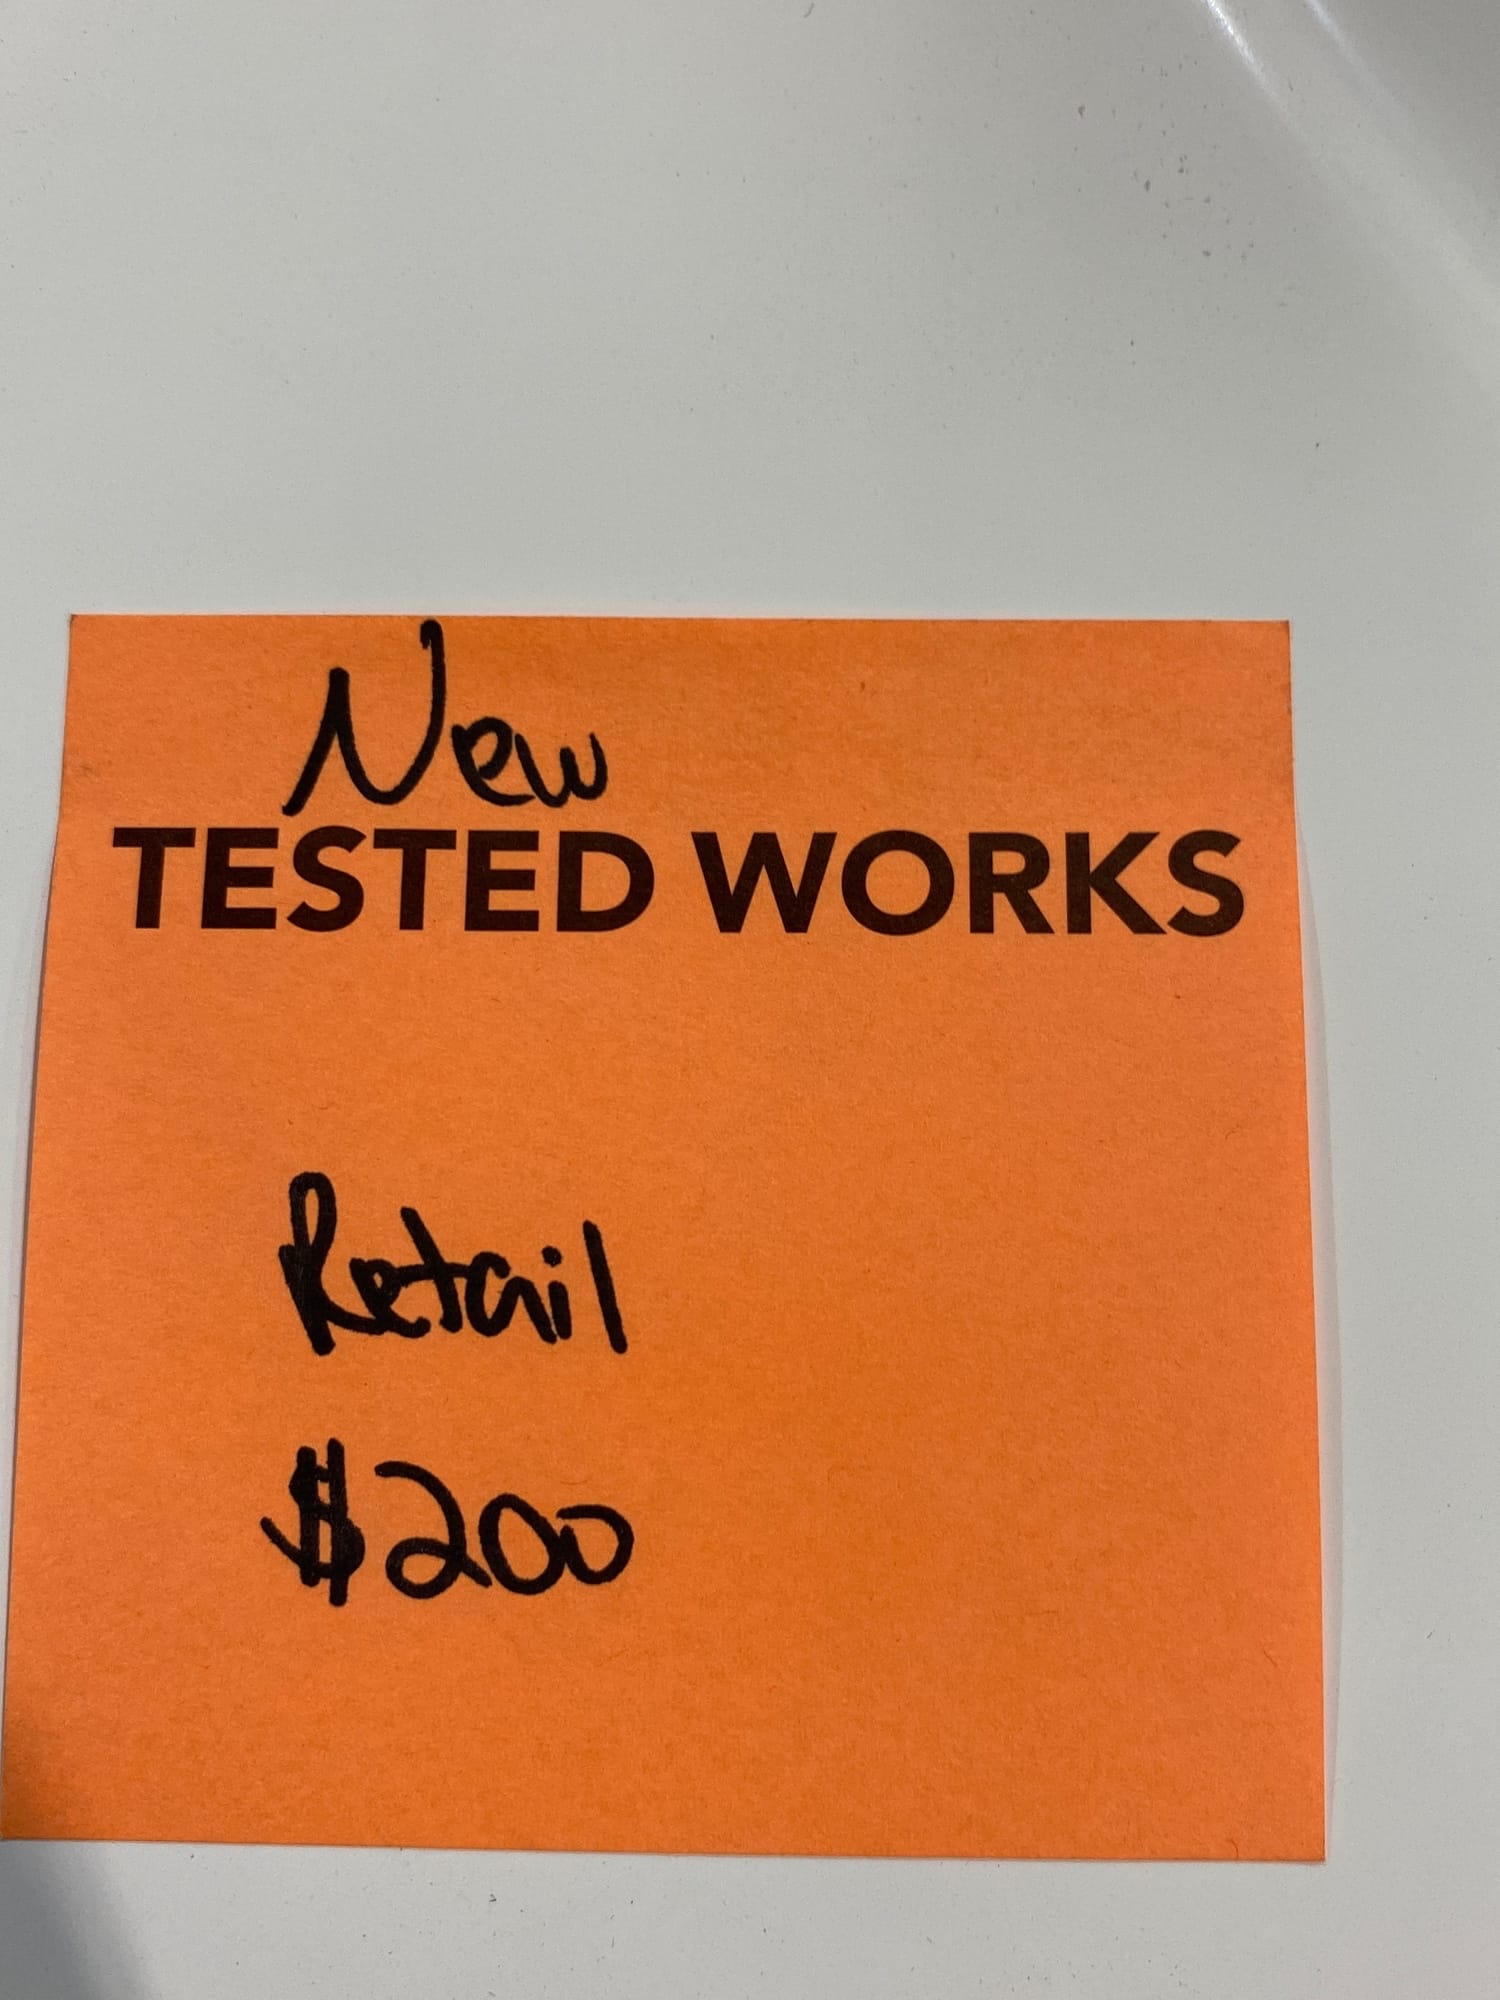 New
TESTED WORKS
Retail
$200